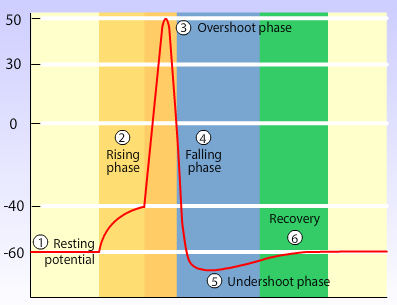 50
③ Overshoot phase
30
0
② ④
Rising Falling
phase phase
-40
Recovery
① Resting ⑥
potential
-60
⑤ Undershoot phase